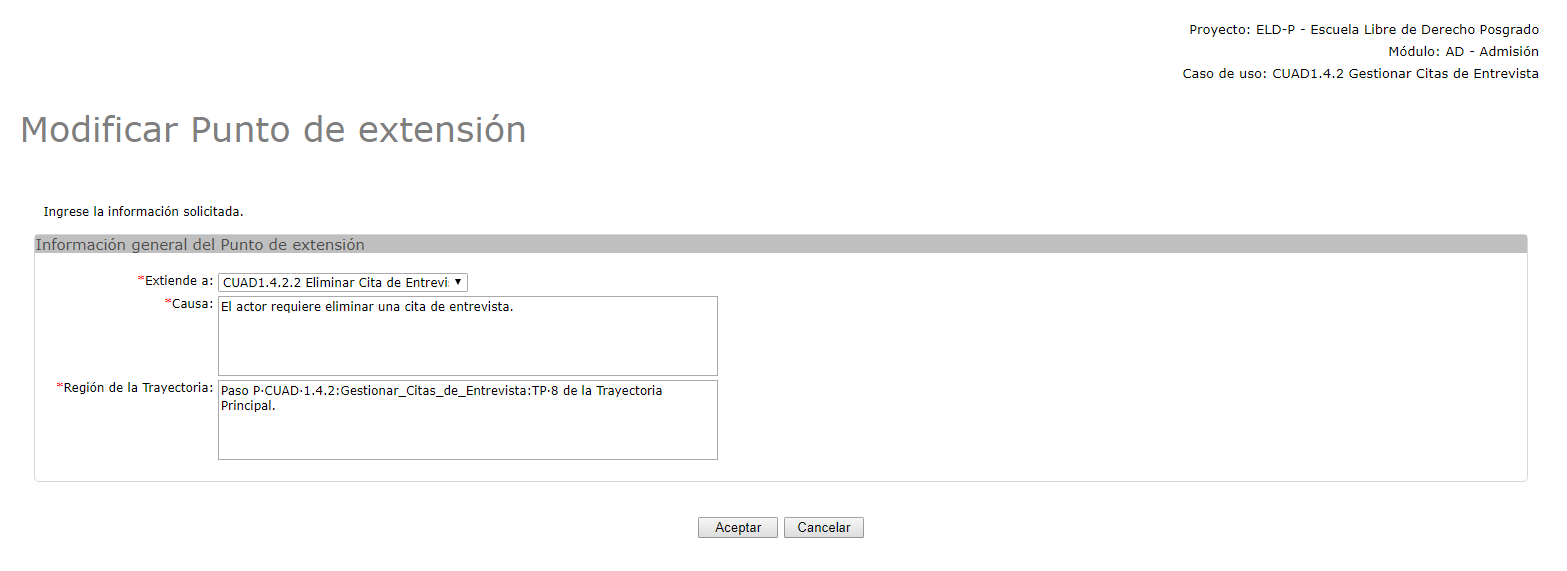 Proyecto: ELD-P - Escuela Libre de Derecho Posgrado
Módulo: AD - Admisión
Caso de uso: CUAD1.4.2 Gestionar Citas de Entrevista
Modificar Punto de extensión
Ingrese la información solicitada.
Información general del Punto de extensión
*Extiende a: CUAD1.4.2.2 Eliminar Cita de Entrevi
*Causa: El actor requiere eliminar una cita de entrevista.
*Región de la Trayectoria: Paso P·CUAD·1.4.2:Gestionar_Citas_de_Entrevista:TP·8 de la Trayectoria
Principal.
Aceptar Cancelar